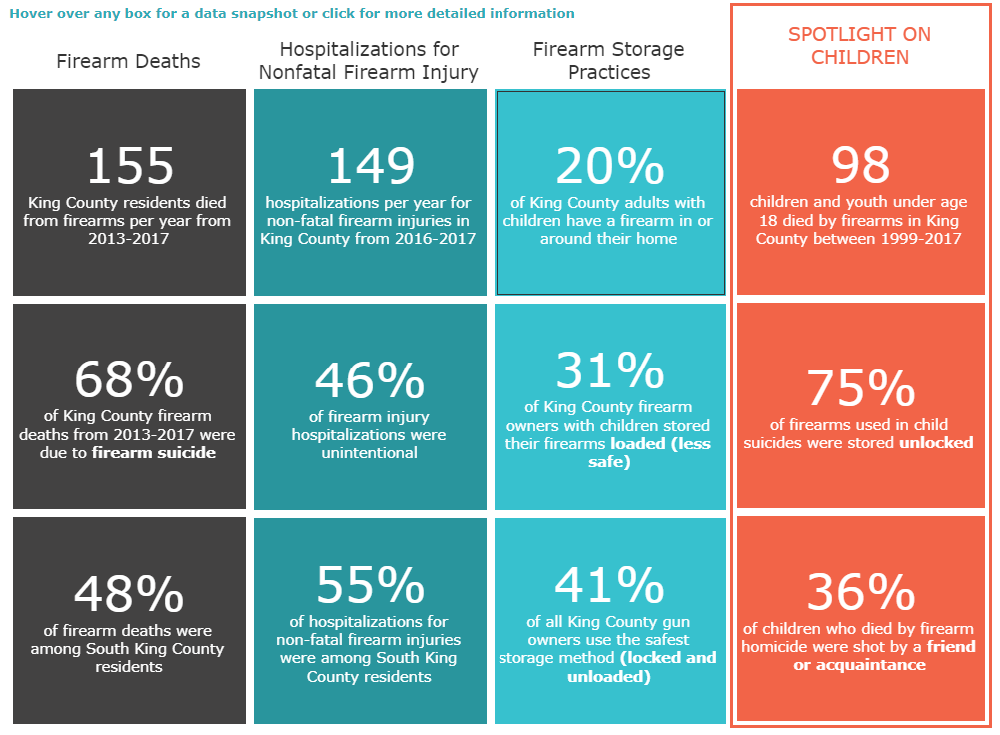 Hover over any box for a data snapshot or click for more detailed information
Firearm Deaths
155
King County residents died
from firearms per year from
2013-2017
68%
of King County firearm
deaths from 2013-2017 were
due to firearm suicide
48%
of firearm deaths were
among South King County
residents
Hospitalizations for
Nonfatal Firearm Injury
149
hospitalizations per year for
non-fatal firearm injuries in
King County from 2016-2017
46%
of firearm injury
hospitalizations were
unintentional
55%
of hospitalizations for
non-fatal firearm injuries
were among South King
County residents
Firearm Storage
Practices
20%
of King County adults with
children have a firearm in or
around their home
31%
of King County firearm
owners with children stored
their firearms loaded (less
safe)
41%
of all King County gun
owners use the safest
storage method (locked and
unloaded)
SPOTLIGHT ON
CHILDREN
98
children and youth under age
18 died by firearms in King
County between 1999-2017
75%
of firearms used in child
suicides were stored unlocked
36%
of children who died by firearm
homicide were shot by a friend
or acquaintance